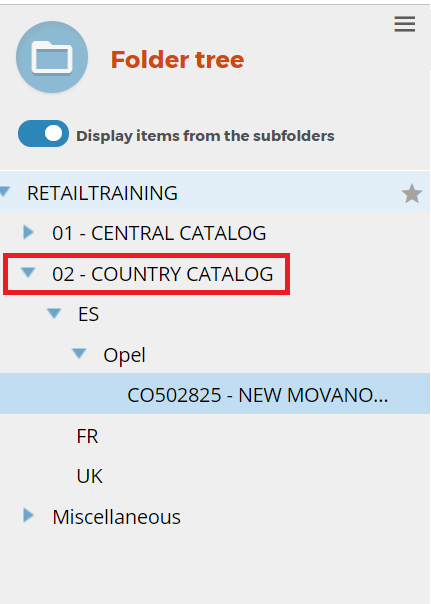 Folder tree
Display items from the subfolders
RETAILTRAINING
01 - CENTRAL CATALOG
02 - COUNTRY CATALOG
ES
Opel
CO502825 - NEW MOVANO...
FR
UK
Miscellaneous